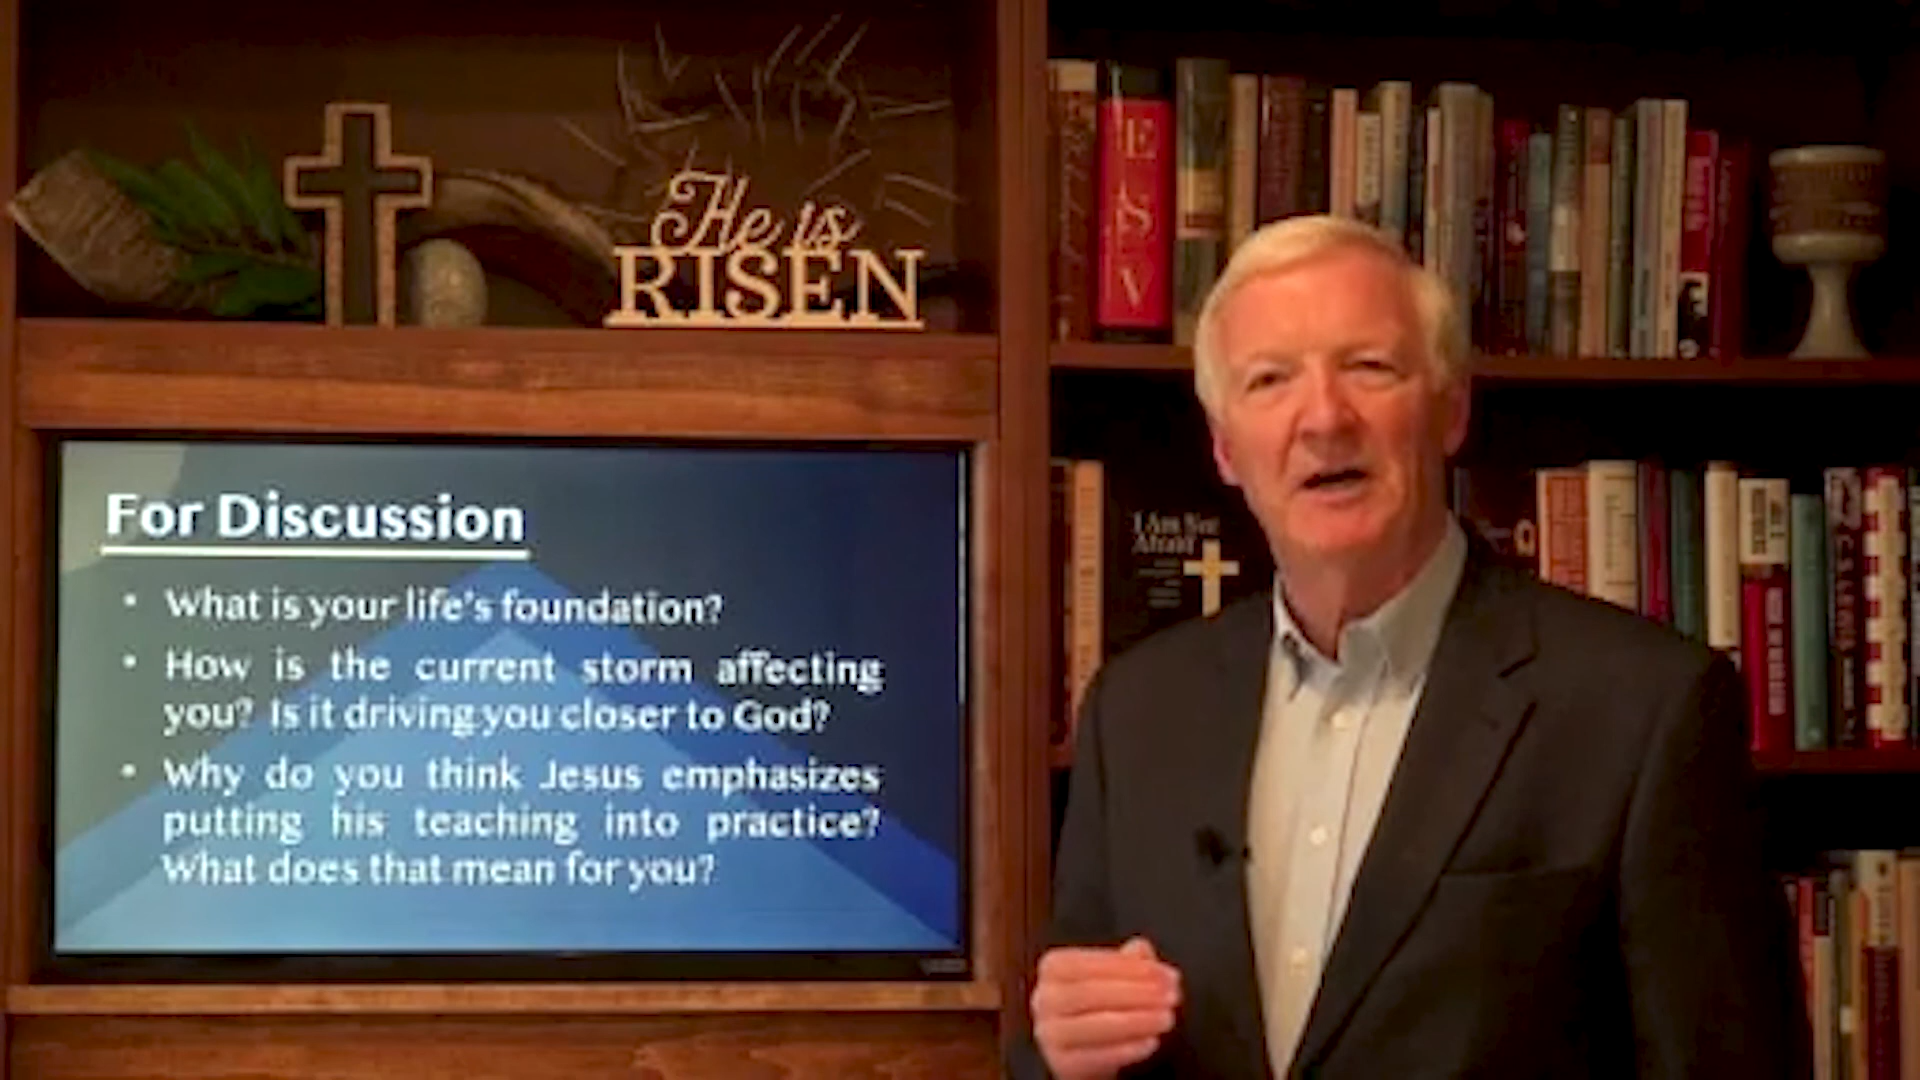 He is
RISEN
ESV
For Discussion
• What is your life's foundation?
• How is the current storm affecting
you? Is it driving you closer to God?
• Why do you think Jesus emphasizes
putting his teaching into practice?
What does that mean for you?
I Am Not
Afraid